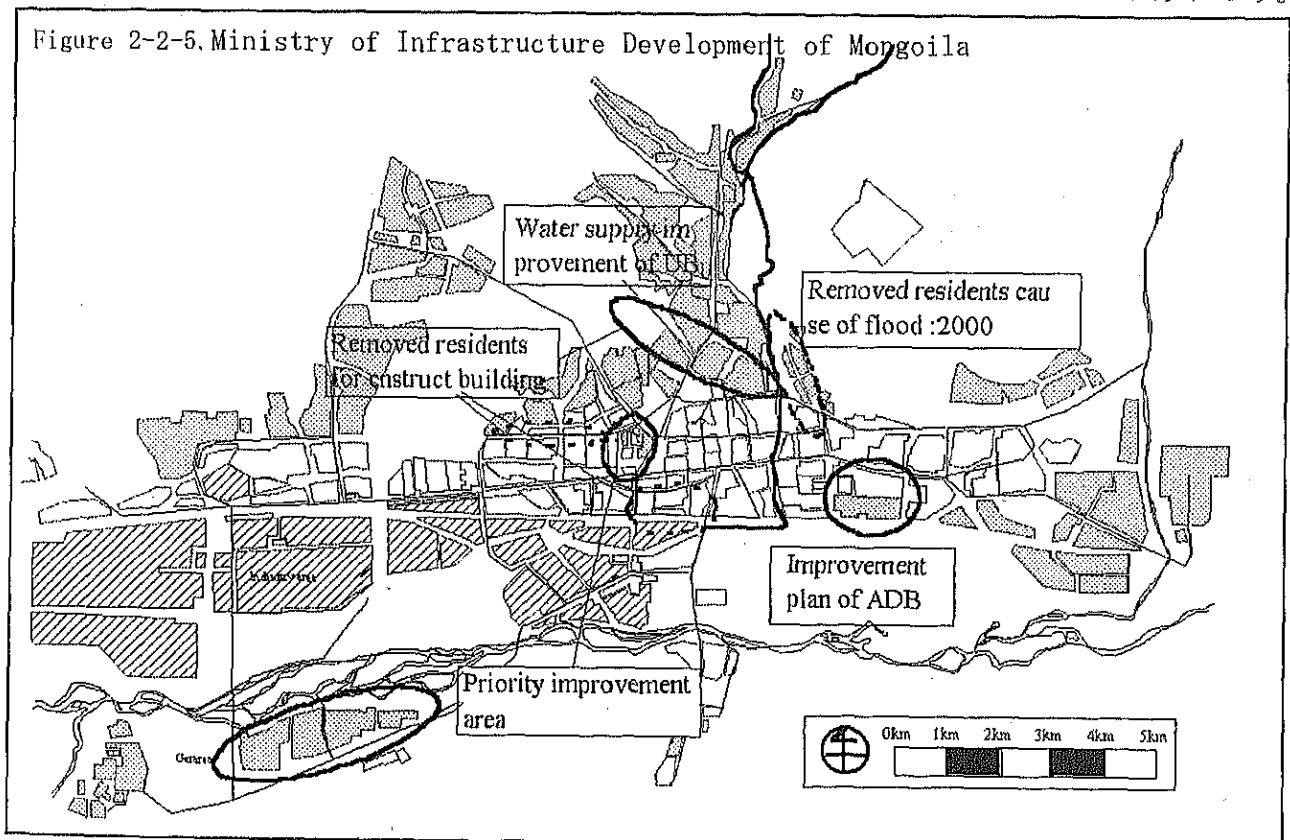 Figure 2-2-5. Ministry of Infrastructure Development of Mongoila
Water supply im
provement of UB
Removed residents cau
se of flood :2000
Removed residents
for cnstruct building
Improvement
plan of ADB
Priority improvement
area
0km 1km 2km 3km 4km 5km